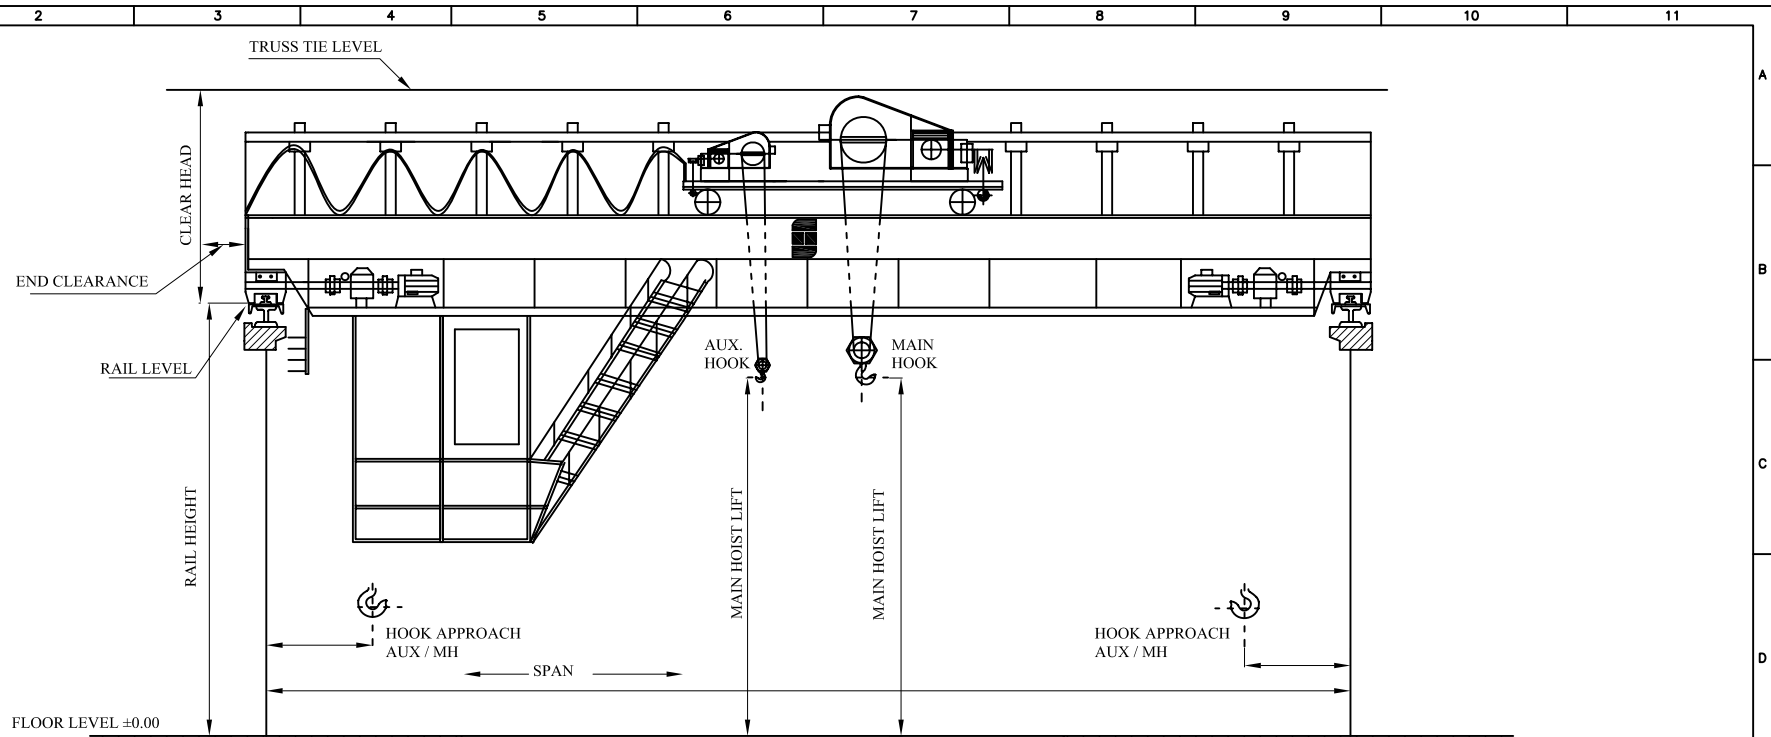 2 3 4 5 6 7 8 9 10 11
TRUSS TIE LEVEL
A
CLEAR HEAD
END CLEARANCE
B
RAIL LEVEL
AUX.
HOOK
MAIN
HOOK
C
RAIL HEIGHT
MAIN HOIST LIFT
MAIN HOIST LIFT
HOOK APPROACH
AUX / MH
HOOK APPROACH
AUX / MH
D
SPAN
FLOOR LEVEL ±0.00